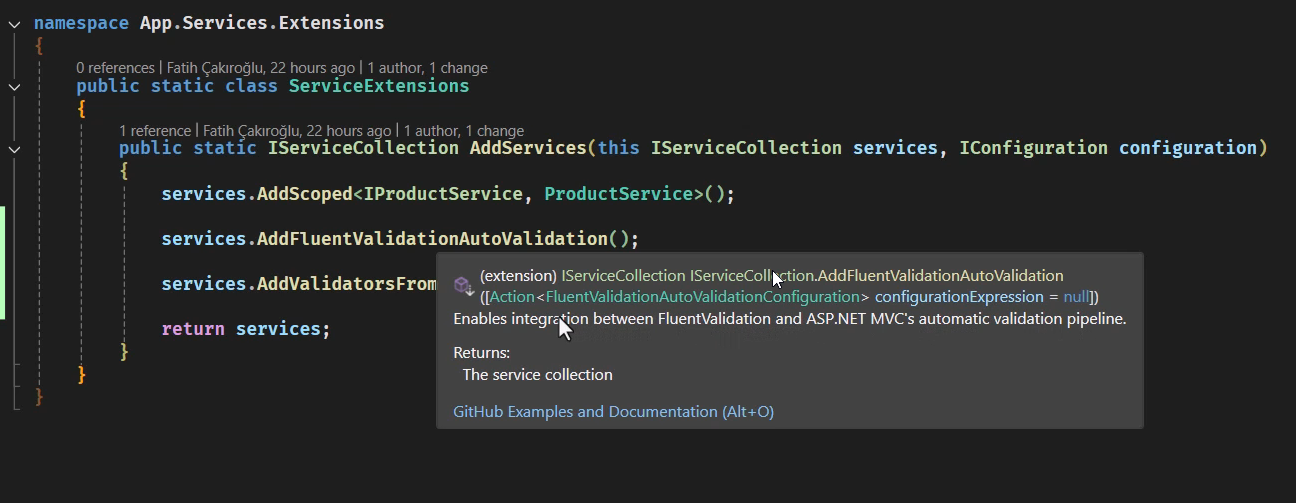 namespace App.Services.Extensions
{
0 references | Fatih Çakıroğlu, 22 hours ago | 1 author, 1 change
public static class ServiceExtensions
{
1 reference | Fatih Çakıroğlu, 22 hours ago | 1 author, 1 change
public static IServiceCollection AddServices(this IServiceCollection services, IConfiguration configuration)
{
services.AddScoped<IProductService, ProductService>();
services.AddFluentValidationAutoValidation();
services.AddValidatorsFrom
return services;
}
}
}
(extension) IServiceCollection IServiceCollection.AddFluentValidationAutoValidation
([Action<FluentValidationAutoValidationConfiguration> configurationExpression = null])
Enables integration between FluentValidation and ASP.NET MVC's automatic validation pipeline.
Returns:
The service collection
GitHub Examples and Documentation (Alt+O)